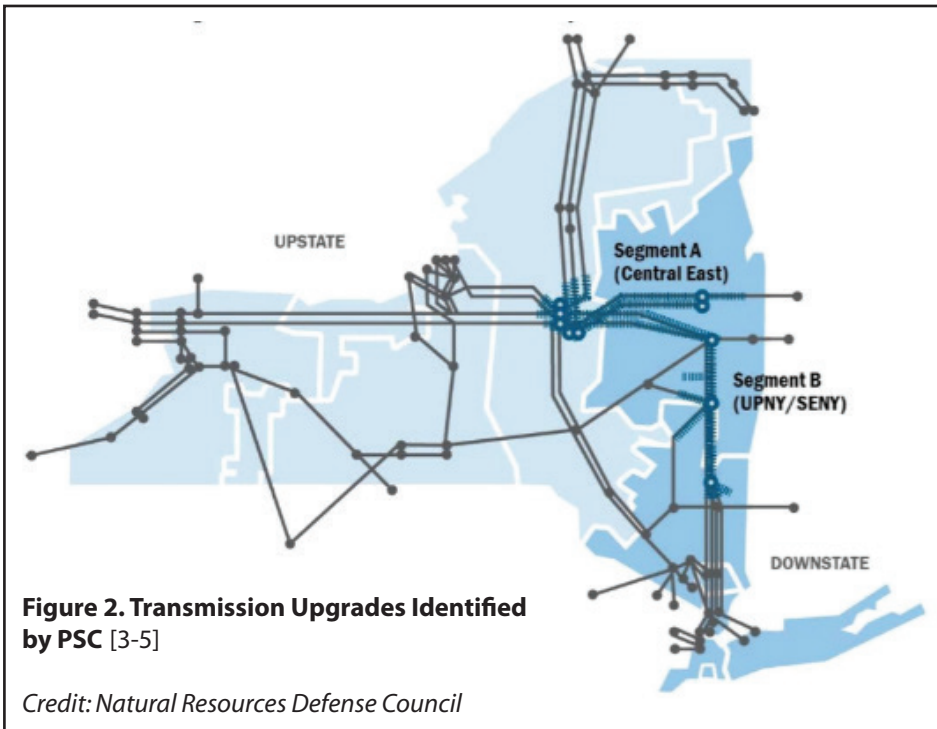 UPSTATE
Segment A
(Central East)
Segment B
(UPNY/SENY)
DOWNSTATE
Figure 2. Transmission Upgrades Identified
by PSC [3-5]
Credit: Natural Resources Defense Council